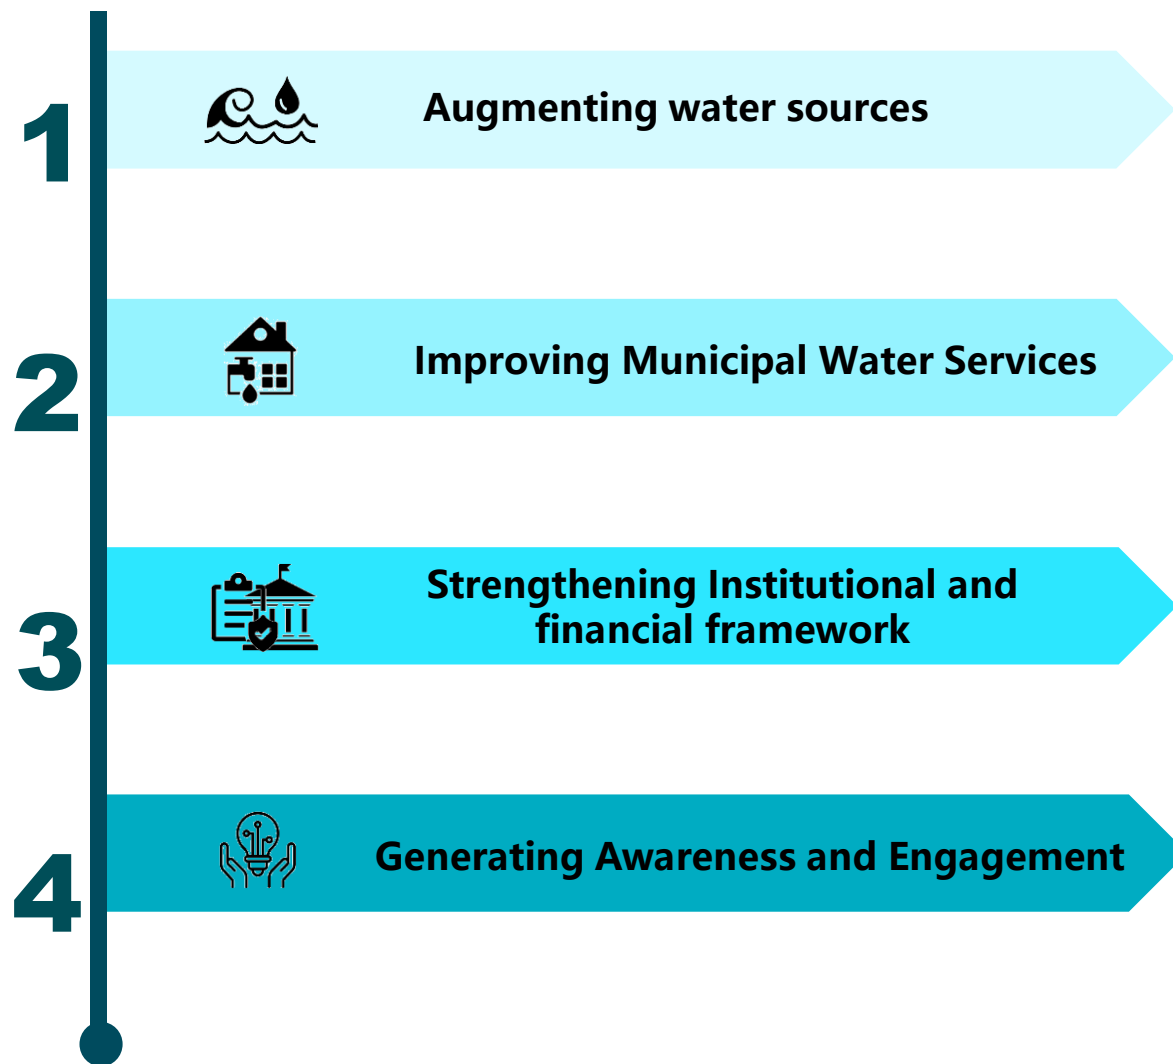 1
Augmenting water sources
2
Improving Municipal Water Services
3
Strengthening Institutional and
financial framework
4
Generating Awareness and Engagement